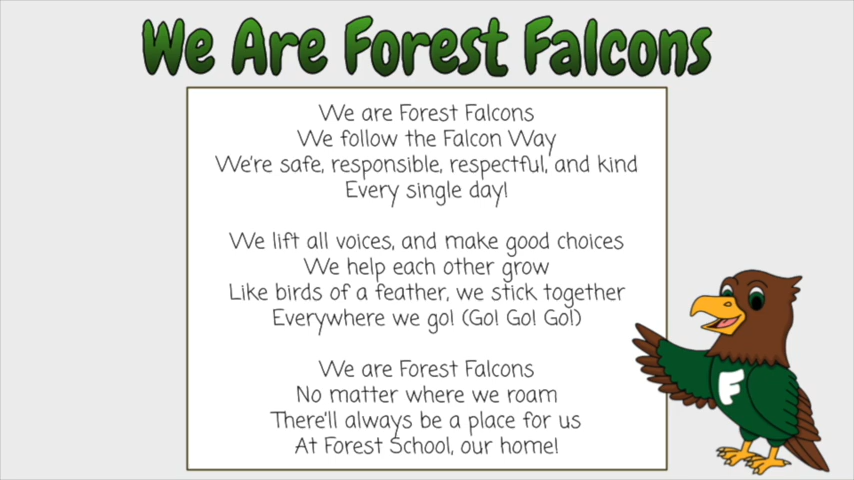 We Are Forest Falcons
We are Forest Falcons
We follow the Falcon Way
We're safe, responsible, respectful, and kind
Every single day!
We lift all voices, and make good choices
We help each other grow
Like birds of a feather, we stick together
Everywhere we go! (Go! Go! Go!)
We are Forest Falcons
No matter where we roam
There'll always be a place for us
At Forest School, our home!
F